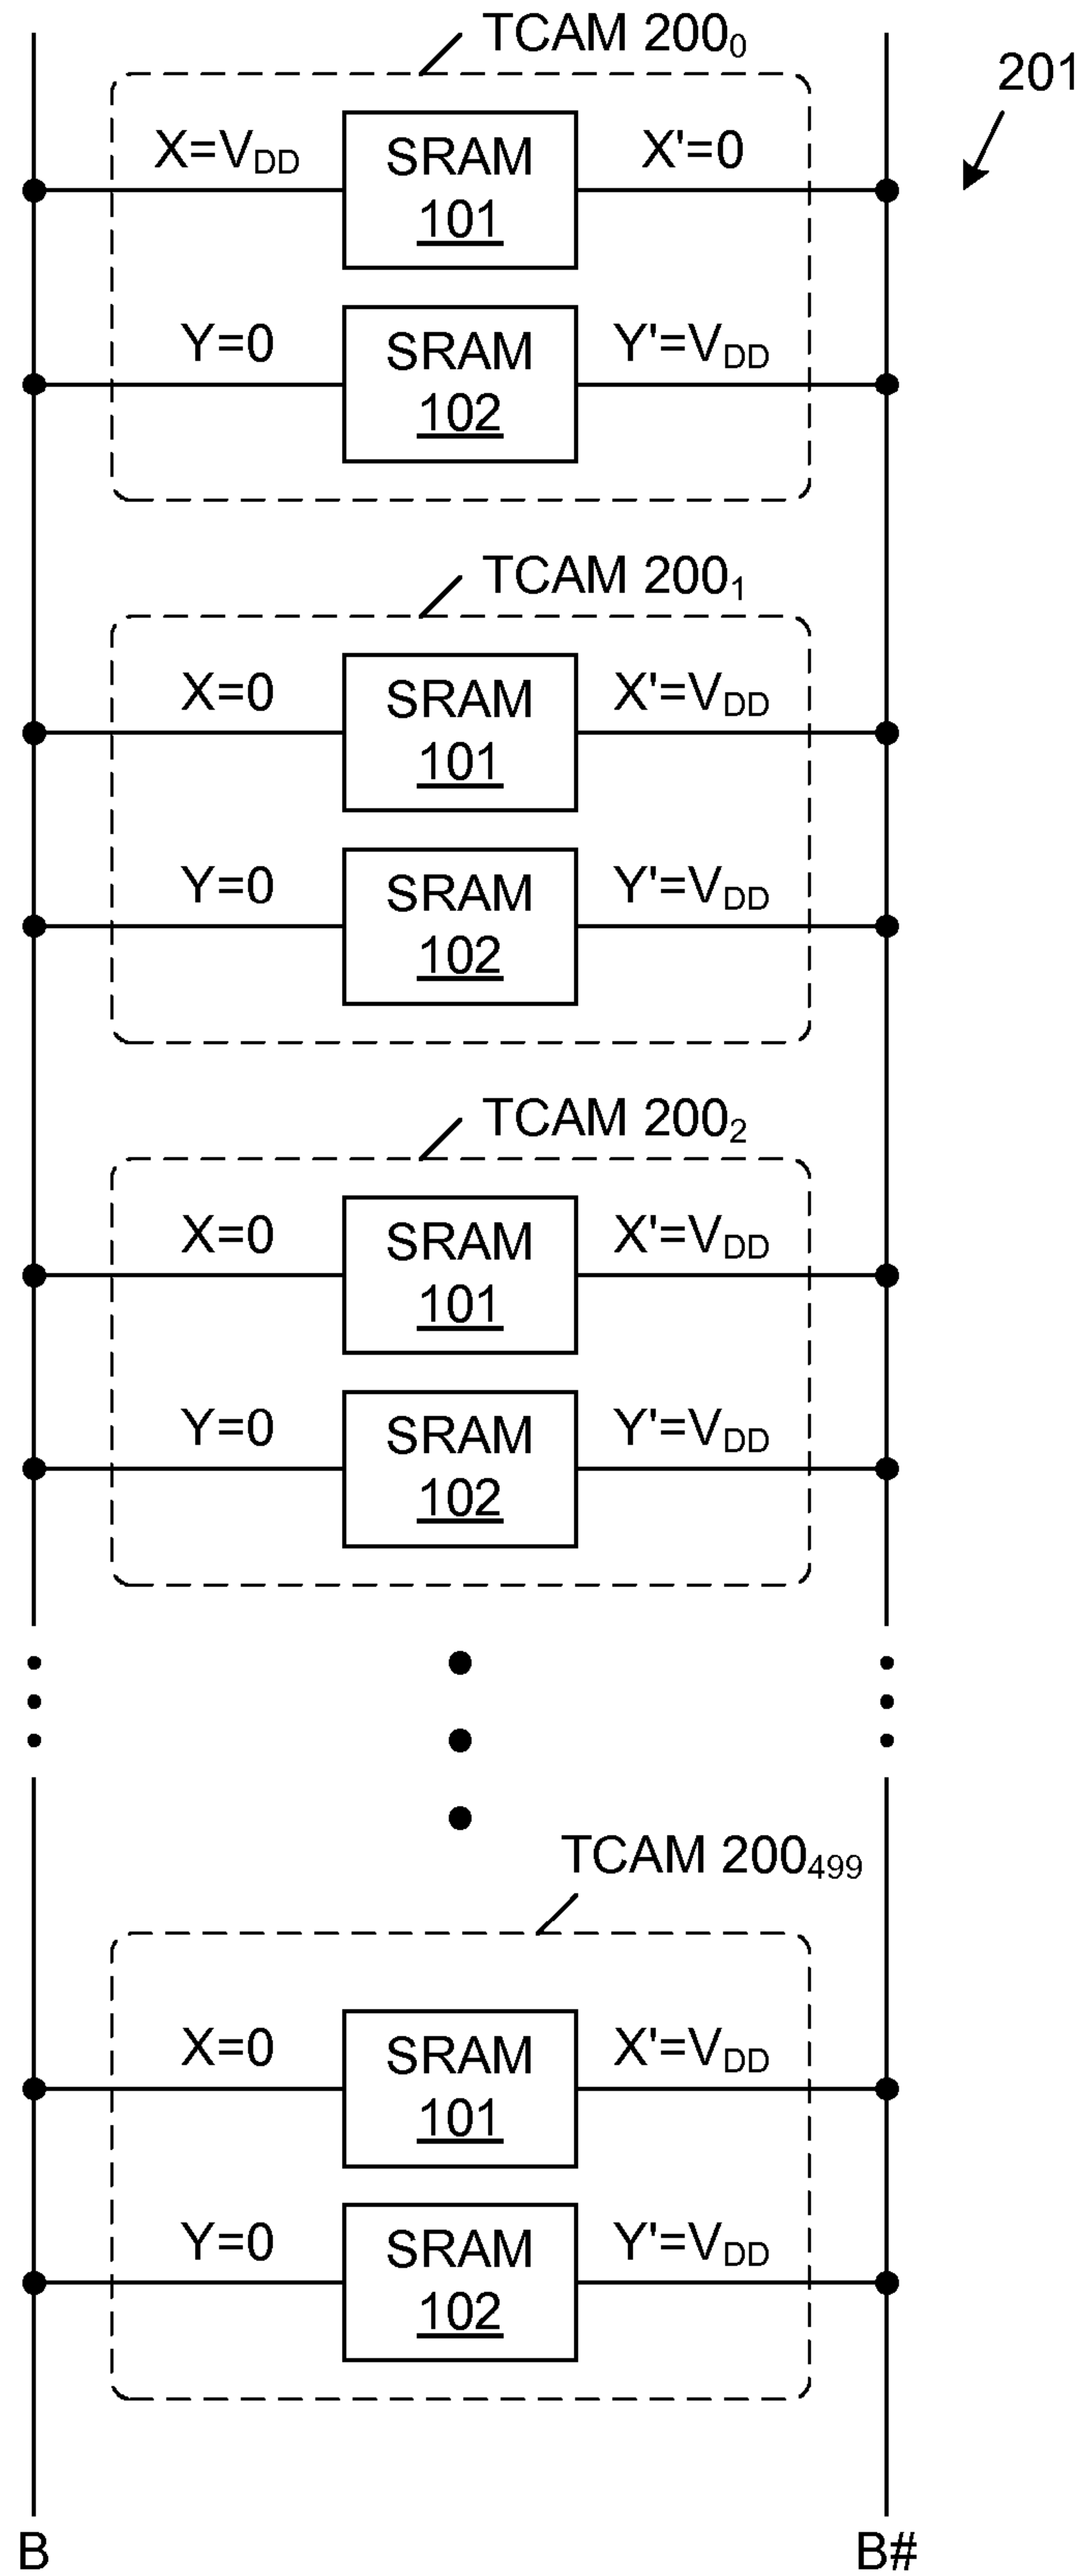 TCAM 200₀
201
X=V_DD SRAM 101 X'=0
Y=0 SRAM 102 Y'=V_DD
TCAM 200₁
X=0 SRAM 101 X'=V_DD
Y=0 SRAM 102 Y'=V_DD
TCAM 200₂
X=0 SRAM 101 X'=V_DD
Y=0 SRAM 102 Y'=V_DD
TCAM 200₄₉₉
X=0 SRAM 101 X'=V_DD
Y=0 SRAM 102 Y'=V_DD
B B#